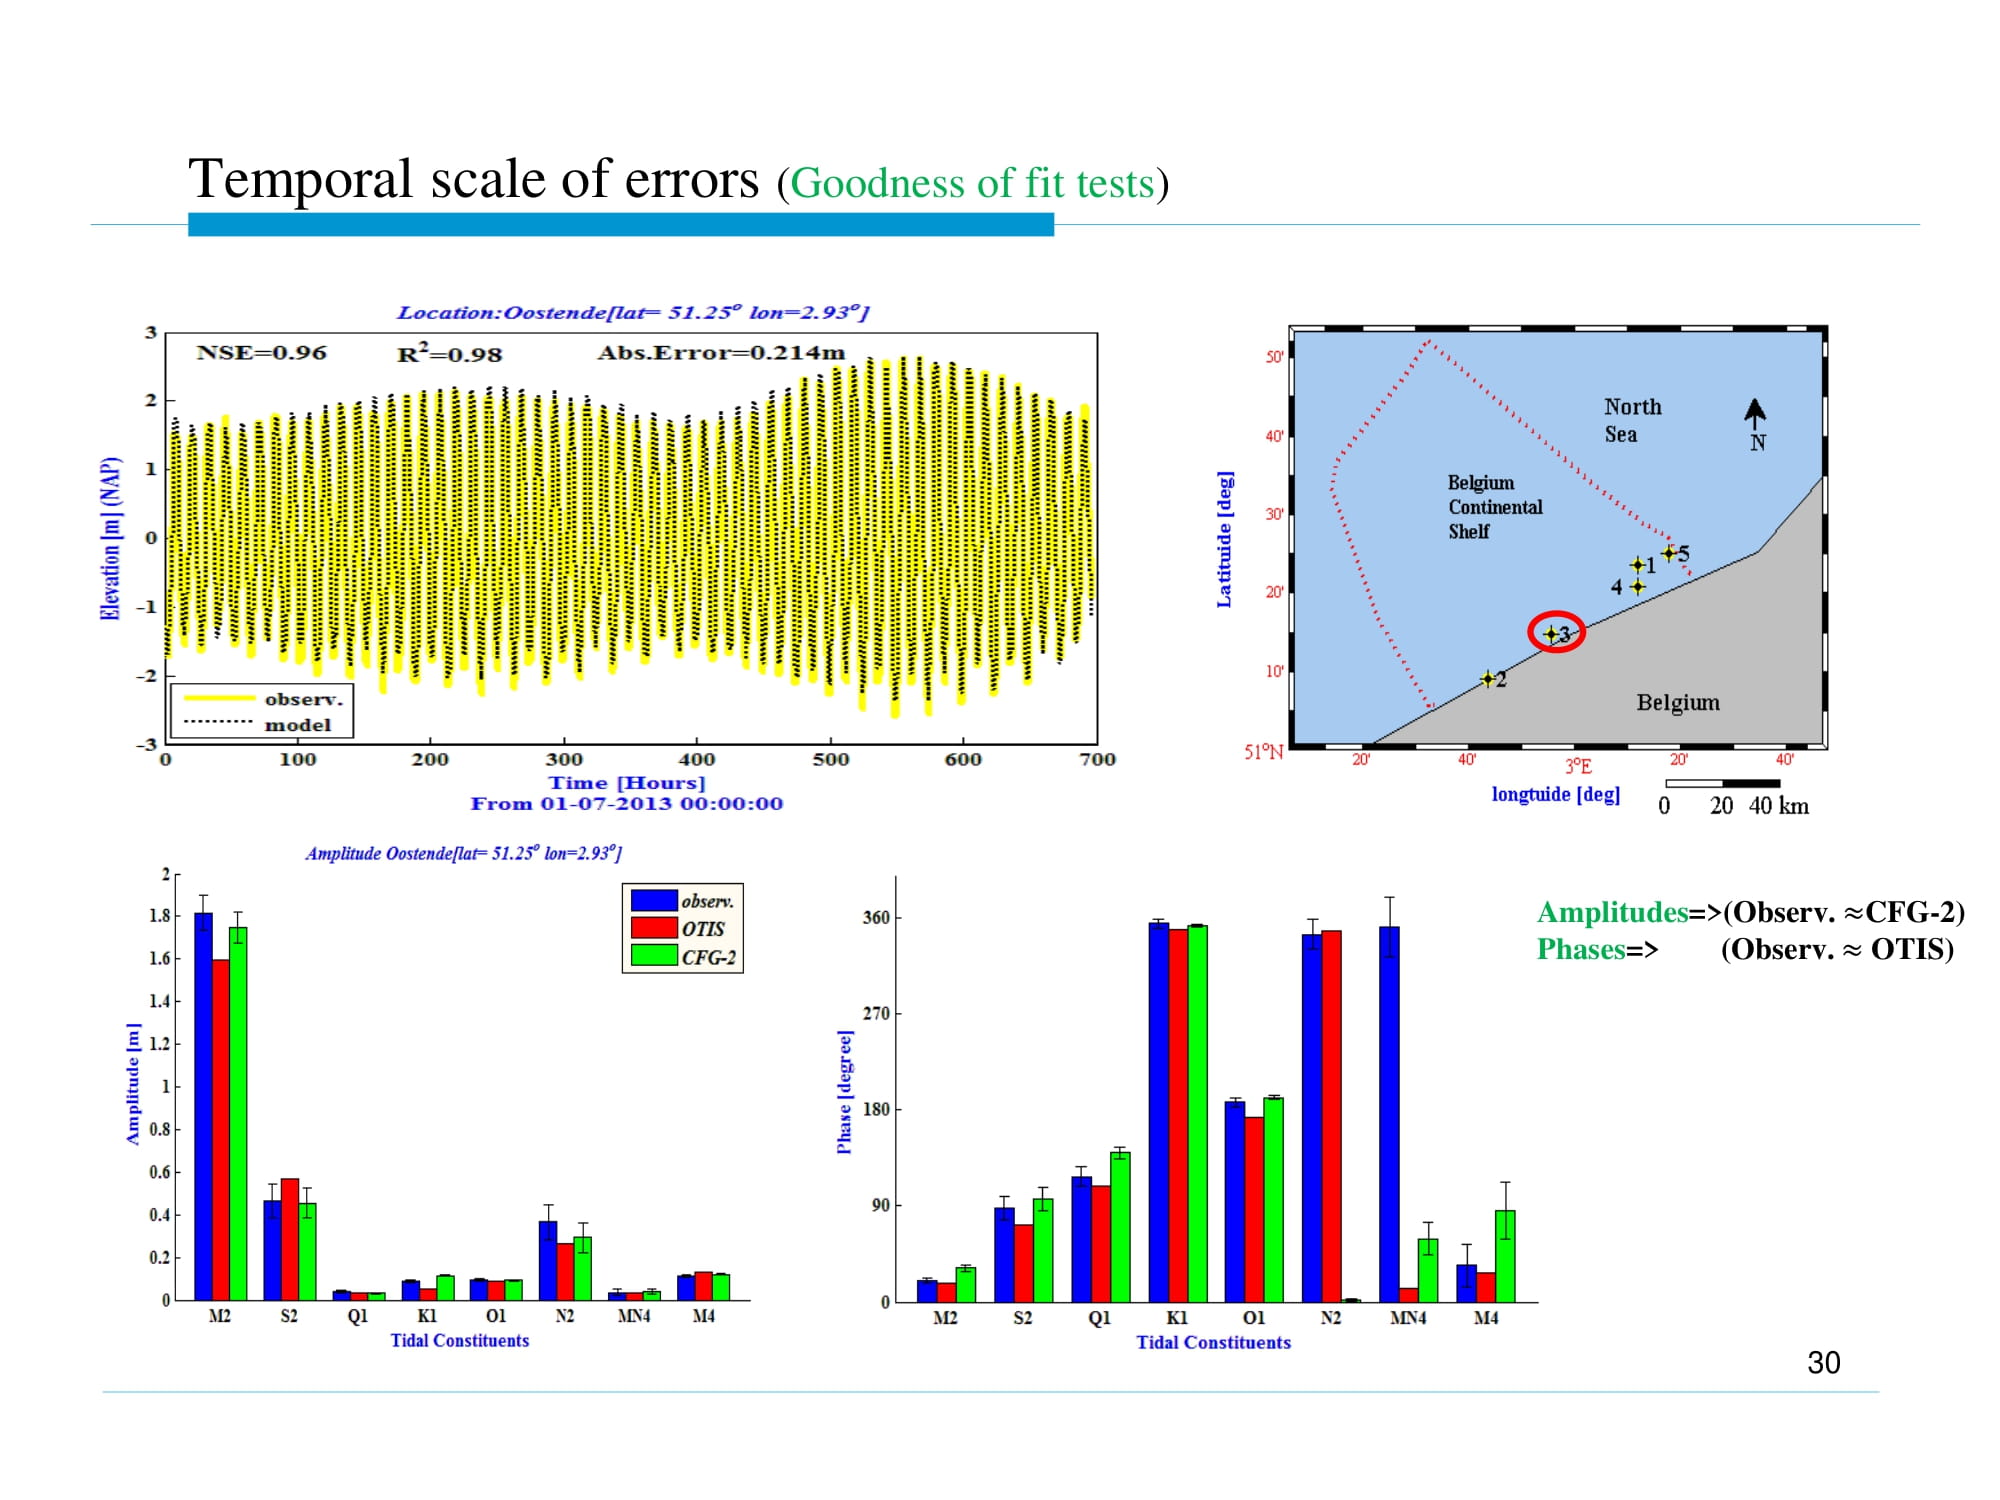 Temporal scale of errors (Goodness of fit tests)
Location:Oostende[lat= 51.25° lon=2.93°]
NSE=0.96 R²=0.98 Abs.Error=0.214m
3
2
1
0
−1
−2
−3
Elevation [m] (NAP)
observ.
model
0 100 200 300 400 500 600 700
Time [Hours]
From 01-07-2013 00:00:00
50'
40'
30'
20'
10'
51°N
Latituide [deg]
North
Sea
N
Belgium
Continental
Shelf
5
1
4
3
2
Belgium
20' 40' 3°E 20' 40'
longtuide [deg]
0 20 40 km
Amplitude Oostende[lat= 51.25° lon=2.93°]
2
1.8
1.6
1.4
1.2
1
0.8
0.6
0.4
0.2
0
Amplitude [m]
observ.
OTIS
CFG-2
M2 S2 Q1 K1 O1 N2 MN4 M4
Tidal Constituents
360
270
180
90
0
Phase [degree]
M2 S2 Q1 K1 O1 N2 MN4 M4
Tidal Constituents
Amplitudes=>(Observ. ≈CFG-2)
Phases=> (Observ. ≈ OTIS)
30